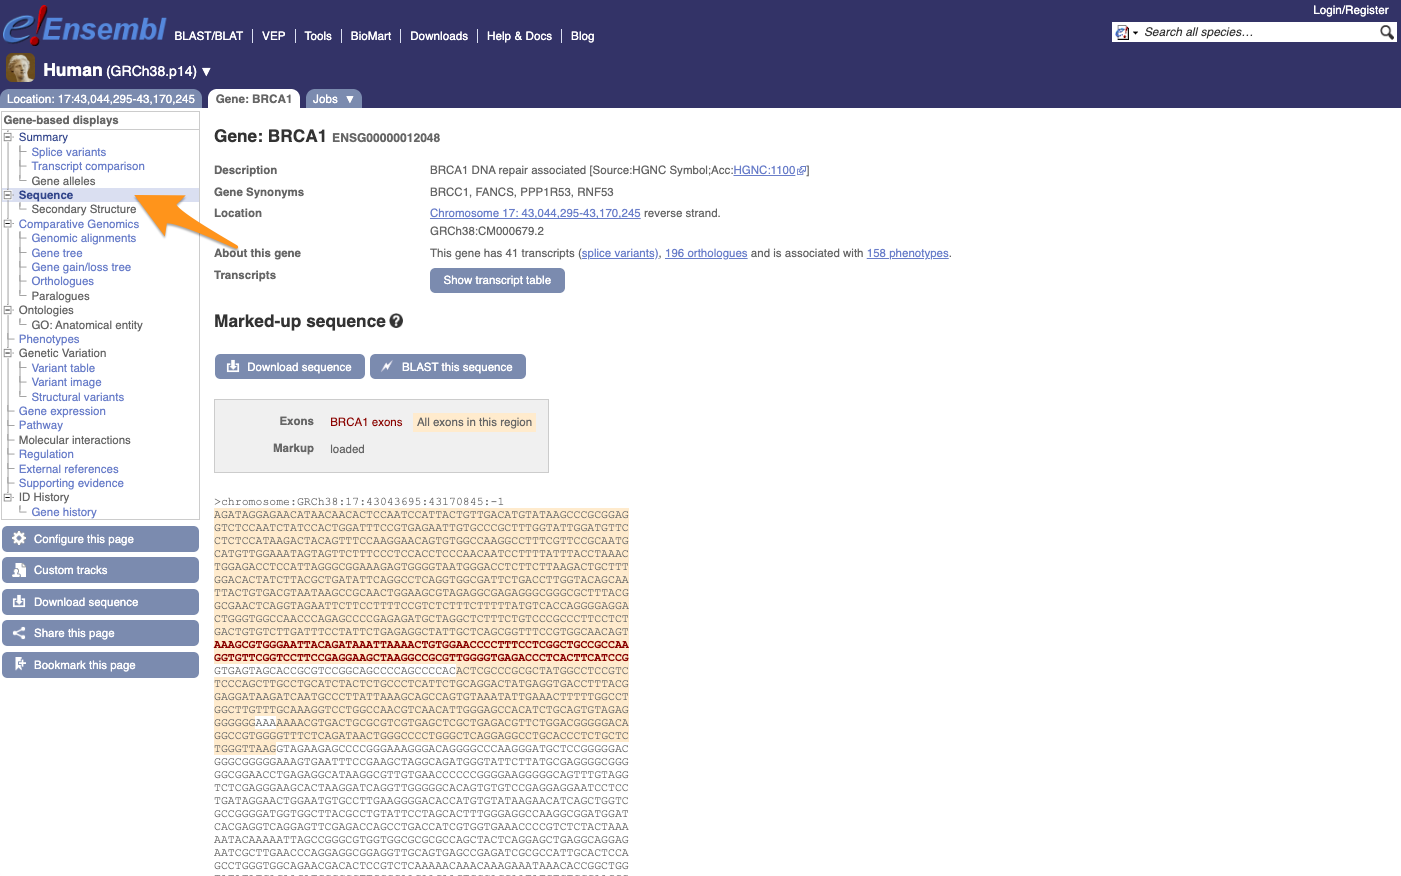 Login/Register
e!Ensembl
BLAST/BLAT VEP Tools BioMart Downloads Help & Docs Blog
Search all species…
Human (GRCh38.p14) ▼
Location: 17:43,044,295-43,170,245
Gene: BRCA1
Jobs ▼
Gene-based displays
Summary
Splice variants
Transcript comparison
Gene alleles
Sequence
Secondary Structure
Comparative Genomics
Genomic alignments
Gene tree
Gene gain/loss tree
Orthologues
Paralogues
Ontologies
GO: Anatomical entity
Phenotypes
Genetic Variation
Variant table
Variant image
Structural variants
Gene expression
Pathway
Molecular interactions
Regulation
External references
Supporting evidence
ID History
Gene history
Configure this page
Custom tracks
Download sequence
Share this page
Bookmark this page
Gene: BRCA1 ENSG00000012048
Description BRCA1 DNA repair associated [Source:HGNC Symbol;Acc:HGNC:1100]
Gene Synonyms BRCC1, FANCS, PPP1R53, RNF53
Location Chromosome 17: 43,044,295-43,170,245 reverse strand.
GRCh38:CM000679.2
About this gene This gene has 41 transcripts (splice variants), 196 orthologues and is associated with 158 phenotypes.
Transcripts Show transcript table
Marked-up sequence
Download sequence BLAST this sequence
Exons BRCA1 exons All exons in this region
Markup loaded
>chromosome:GRCh38:17:43043695:43170845:-1
AGATAGGAGAACATAACAACACTCCAATCCATTACTGTTGACATGTATAAGCCCGCGGAG
GTCTCCAATCTATCCACTGGATTTCCGTGAGAATTGTGCCCGCTTTGGTATTGGATGTTC
CTCTCCATAAGACTACAGTTTCCAAGGAACAGTGTGGCCAAGGCCTTTCGTTCCGCAATG
CATGTTGGAAATAGTAGTTCTTTCCCTCCACCTCCCAACAATCCTTTTATTTACCTAAAC
TGGAGACCTCCATTAGGGCGGAAAGAGTGGGGTAATGGGACCTCTTCTTAAGACTGCTTT
GGACACTATCTTACGCTGATATTCAGGCCTCAGGTGGCGATTCTGACCTTGGTACAGCAA
TTACTGTGACGTAATAAGCCGCAACTGGAAGCGTAGAGGCGAGAGGGCGGGCGCTTTACG
GCGAACTCAGGTAGAATTCTTCCTTTTCCGTCTCTTTCTTTTTATGTCACCAGGGGAGGA
CTGGGTGGCCAACCCAGAGCCCCGAGAGATGCTAGGCTCTTTCTGTCCCGCCCTTCCTCT
GACTGTGTCTTGATTTCCTATTCTGAGAGGCTATTGCTCAGCGGTTTCCGTGGCAACAGT
AAAGCGTGGGAATTACAGATAAATTAAAACTGTGGAACCCCTTTCCTCGGCTGCCGCCAA
GGTGTTCGGTCCTTCCGAGGAAGCTAAGGCCGCGTTGGGGTGAGACCCTCACTTCATCCG
GTGAGTAGCACCGCGTCCGGCAGCCCCAGCCCCACACTCGCCCGCGCTATGGCCTCCGTC
TCCCAGCTTGCCTGCATCTACTCTGCCCTCATTCTGCAGGACTATGAGGTGACCTTTACG
GAGGATAAGATCAATGCCCTTATTAAAGCAGCCAGTGTAAATATTGAAACTTTTTGGCCT
GGCTTGTTTGCAAAGGTCCTGGCCAACGTCAACATTGGGAGCCACATCTGCAGTGTAGAG
GGGGGGAAAAAAACGTGACTGCGCGTCGTGAGCTCGCTGAGACGTTCTGGACGGGGGACA
GGCCGTGGGGTTTCTCAGATAACTGGGCCCCTGGGCTCAGGAGGCCTGCACCCTCTGCTC
TGGGTTAAGGTAGAAGAGCCCCGGGAAAGGGACAGGGGCCCAAGGGATGCTCCGGGGGAC
GGGCGGGGGAAAGTGAATTTCCGAAGCTAGGCAGATGGGTATTCTTATGCGAGGGGCGGG
GGCGGAACCTGAGAGGCATAAGGCGTTGTGAACCCCCCGGGGAAGGGGGCAGTTTGTAGG
TCTCGAGGGAAGCACTAAGGATCAGGTTGGGGGCACAGTGTGTCCGAGGAGGAATCCTCC
TGATAGGAACTGGAATGTGCCTTGAAGGGGACACCATGTGTATAAGAACATCAGCTGGTC
GCCGGGGATGGTGGCTTACGCCTGTATTCCTAGCACTTTGGGAGGCCAAGGCGGATGGAT
CACGAGGTCAGGAGTTCGAGACCAGCCTGACCATCGTGGTGAAACCCCGTCTCTACTAAA
AATACAAAAATTAGCCGGGCGTGGTGGCGCGCGCCAGCTACTCAGGAGCTGAGGCAGGAG
AATCGCTTGAACCCAGGAGGCGGAGGTTGCAGTGAGCCGAGATCGCGCCATTGCACTCCA
GCCTGGGTGGCAGAACGACACTCCGTCTCAAAAACAAACAAAGAAATAAACACCGGCTGG